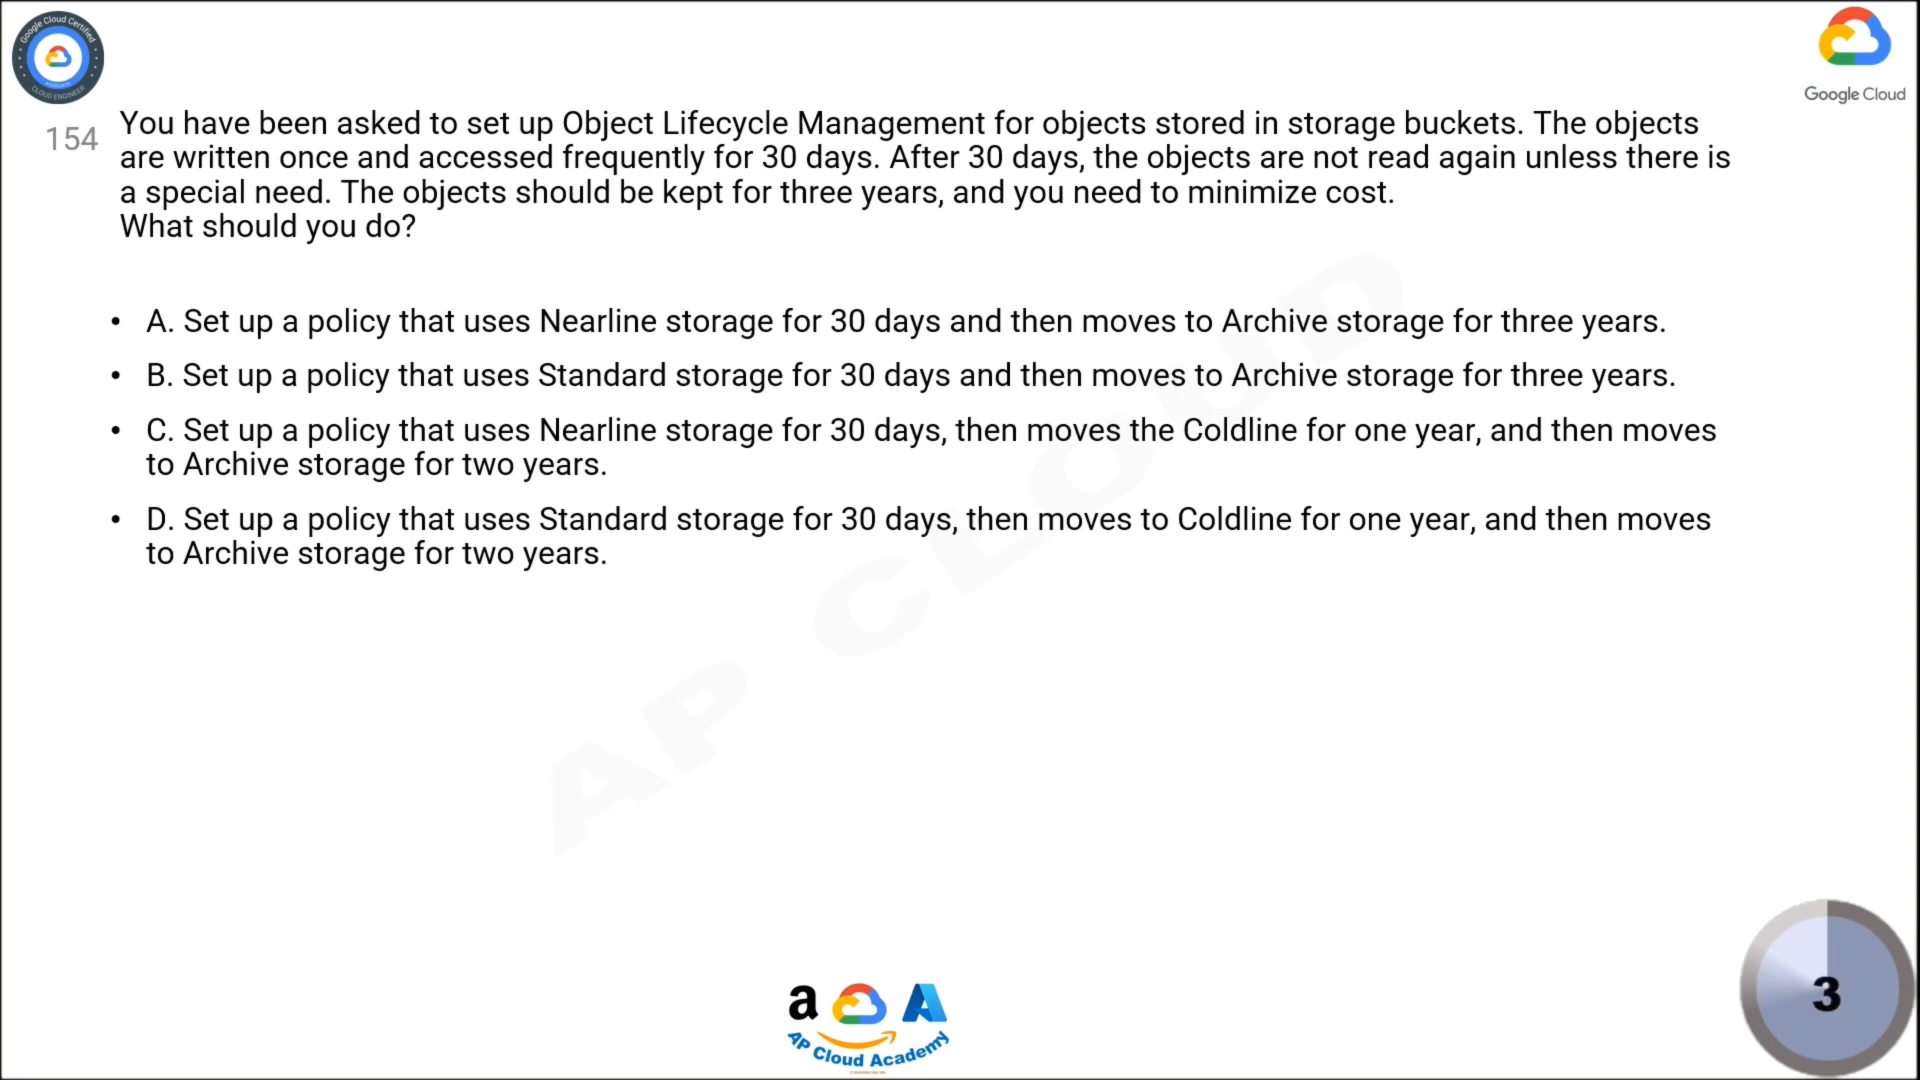 Google Cloud Certified
ASSOCIATE
CLOUD ENGINEER
Google Cloud
154
You have been asked to set up Object Lifecycle Management for objects stored in storage buckets. The objects
are written once and accessed frequently for 30 days. After 30 days, the objects are not read again unless there is
a special need. The objects should be kept for three years, and you need to minimize cost.
What should you do?
• A. Set up a policy that uses Nearline storage for 30 days and then moves to Archive storage for three years.
• B. Set up a policy that uses Standard storage for 30 days and then moves to Archive storage for three years.
• C. Set up a policy that uses Nearline storage for 30 days, then moves the Coldline for one year, and then moves
to Archive storage for two years.
• D. Set up a policy that uses Standard storage for 30 days, then moves to Coldline for one year, and then moves
to Archive storage for two years.
AP CLOUD
3
a
AP Cloud Academy